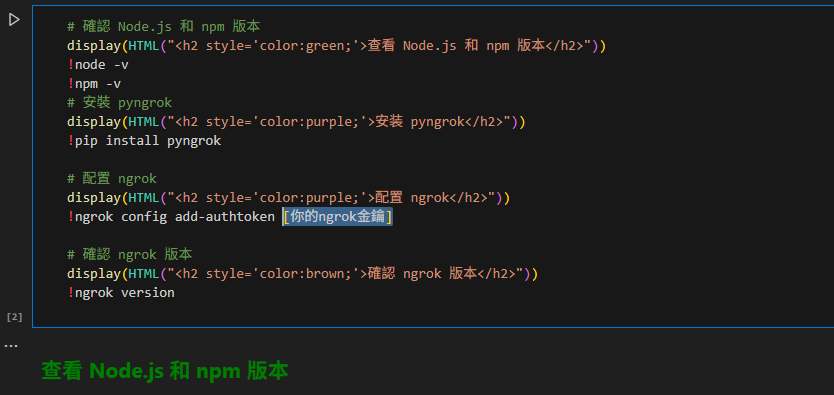 # 確認 Node.js 和 npm 版本
display(HTML("<h2 style='color:green;'>查看 Node.js 和 npm 版本</h2>"))
!node -v
!npm -v
# 安裝 pyngrok
display(HTML("<h2 style='color:purple;'>安裝 pyngrok</h2>"))
!pip install pyngrok
# 配置 ngrok
display(HTML("<h2 style='color:purple;'>配置 ngrok</h2>"))
!ngrok config add-authtoken [你的ngrok金鑰]
# 確認 ngrok 版本
display(HTML("<h2 style='color:brown;'>確認 ngrok 版本</h2>"))
!ngrok version
[2]
...
查看 Node.js 和 npm 版本